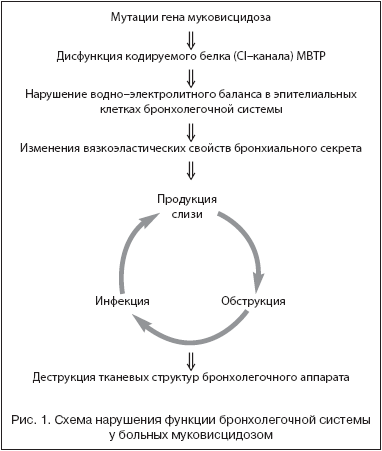 Мутации гена муковисцидоза
Дисфункция кодируемого белка (Cl–канала) МВТР
Нарушение водно–электролитного баланса в эпителиальных
клетках бронхолегочной системы
Изменения вязкоэластических свойств бронхиального секрета
Продукция
слизи
Инфекция
Обструкция
Деструкция тканевых структур бронхолегочного аппарата
Рис. 1. Схема нарушения функции бронхолегочной системы
у больных муковисцидозом